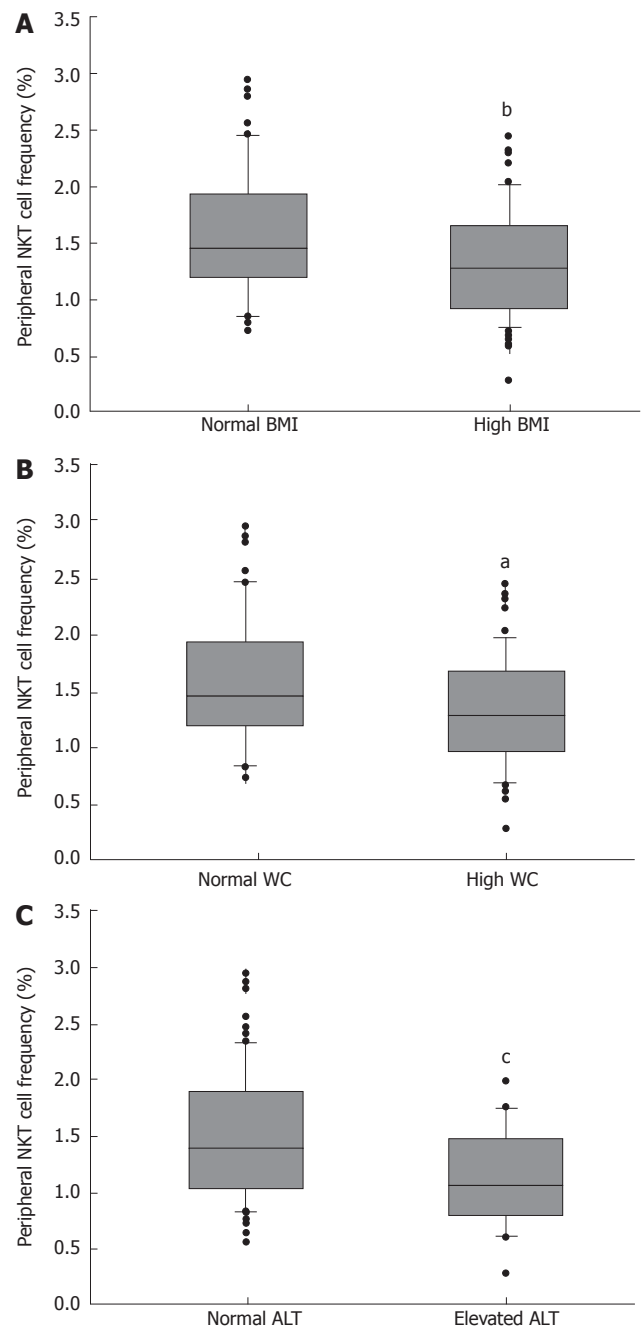 A
Peripheral NKT cell frequency (%)
3.5
3.0
2.5
2.0
1.5
1.0
0.5
0.0
b
Normal BMI
High BMI
B
Peripheral NKT cell frequency (%)
3.5
3.0
2.5
2.0
1.5
1.0
0.5
0.0
a
Normal WC
High WC
C
Peripheral NKT cell frequency (%)
3.5
3.0
2.5
2.0
1.5
1.0
0.5
0.0
c
Normal ALT
Elevated ALT